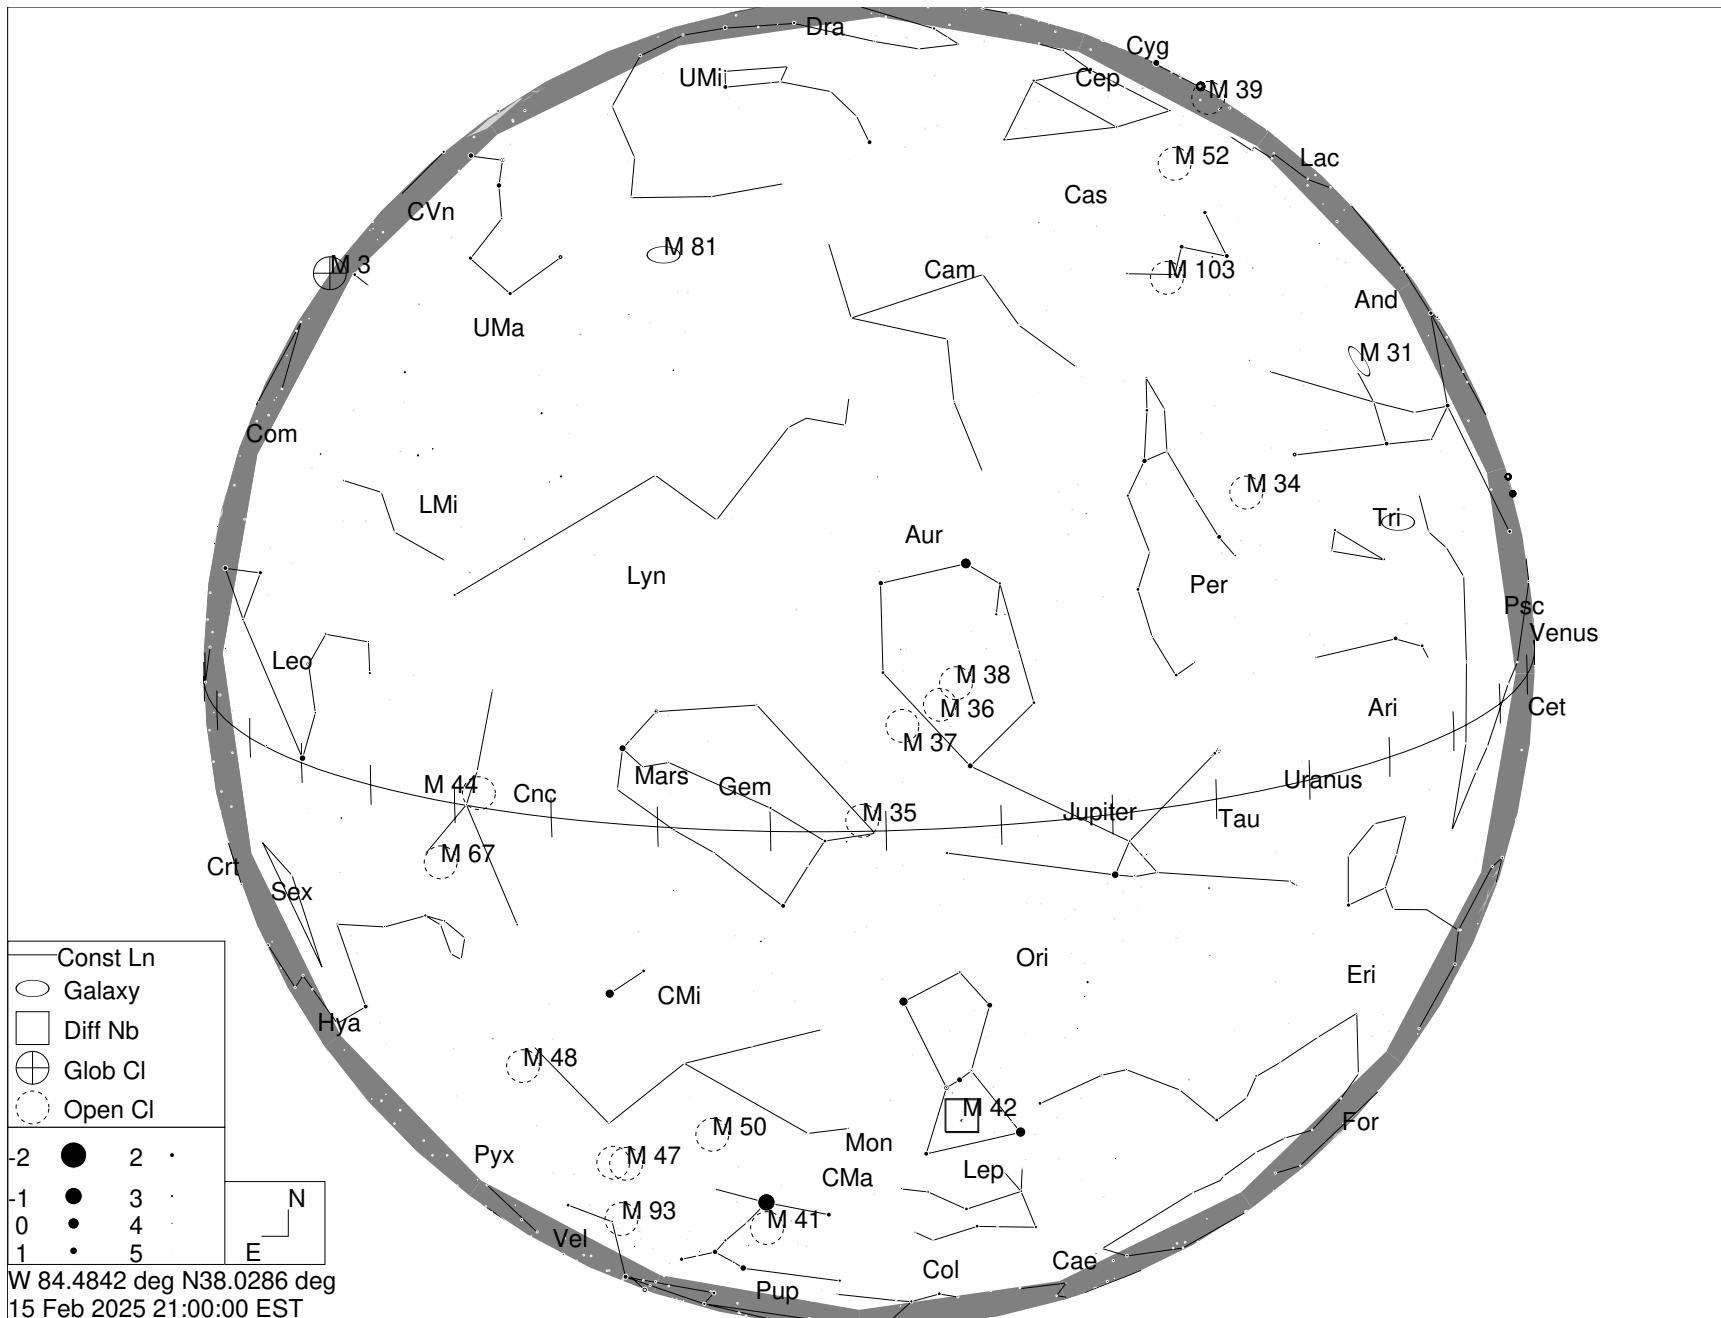 Dra
Cyg
UMi
Cep
M 39
M 52
Lac
Cas
CVn
M 81
M 3
Cam
M 103
And
UMa
M 31
Com
M 34
LMi
Tri
Aur
Lyn
Per
Psc
Venus
Leo
M 38
M 36
Ari
Cet
M 37
Mars
Gem
M 44
Cnc
Uranus
M 35
Jupiter
Tau
M 67
Crt
Sex
Const Ln
Ori
Galaxy
CMi
Eri
Diff Nb
Hya
Glob Cl
M 48
Open Cl
M 42
For
M 50
Mon
-2 2
Pyx
Lep
M 47
CMa
-1 3
N
M 93
M 41
0 4
Vel
1 5
E
Cae
Col
W 84.4842 deg N38.0286 deg
Pup
15 Feb 2025 21:00:00 EST